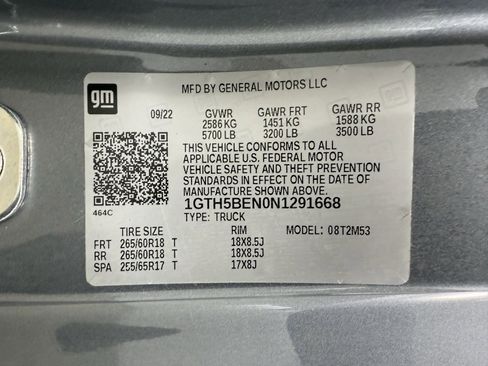 MFD BY GENERAL MOTORS LLC
gm
09/22 GVWR GAWR FRT GAWR RR
2586 KG 1451 KG 1588 KG
5700 LB 3200 LB 3500 LB
THIS VEHICLE CONFORMS TO ALL
APPLICABLE U.S. FEDERAL MOTOR
VEHICLE SAFETY AND THEFT PREVENTION
STANDARDS IN EFFECT ON THE DATE OF
MANUFACTURE SHOWN ABOVE.
1GTH5BEN0N1291668
464C
TYPE: TRUCK
MODEL: 08T2M53
TIRE SIZE RIM
FRT 265/60R18 T 18X8.5J
RR 265/60R18 T 18X8.5J
SPA 255/65R17 T 17X8J